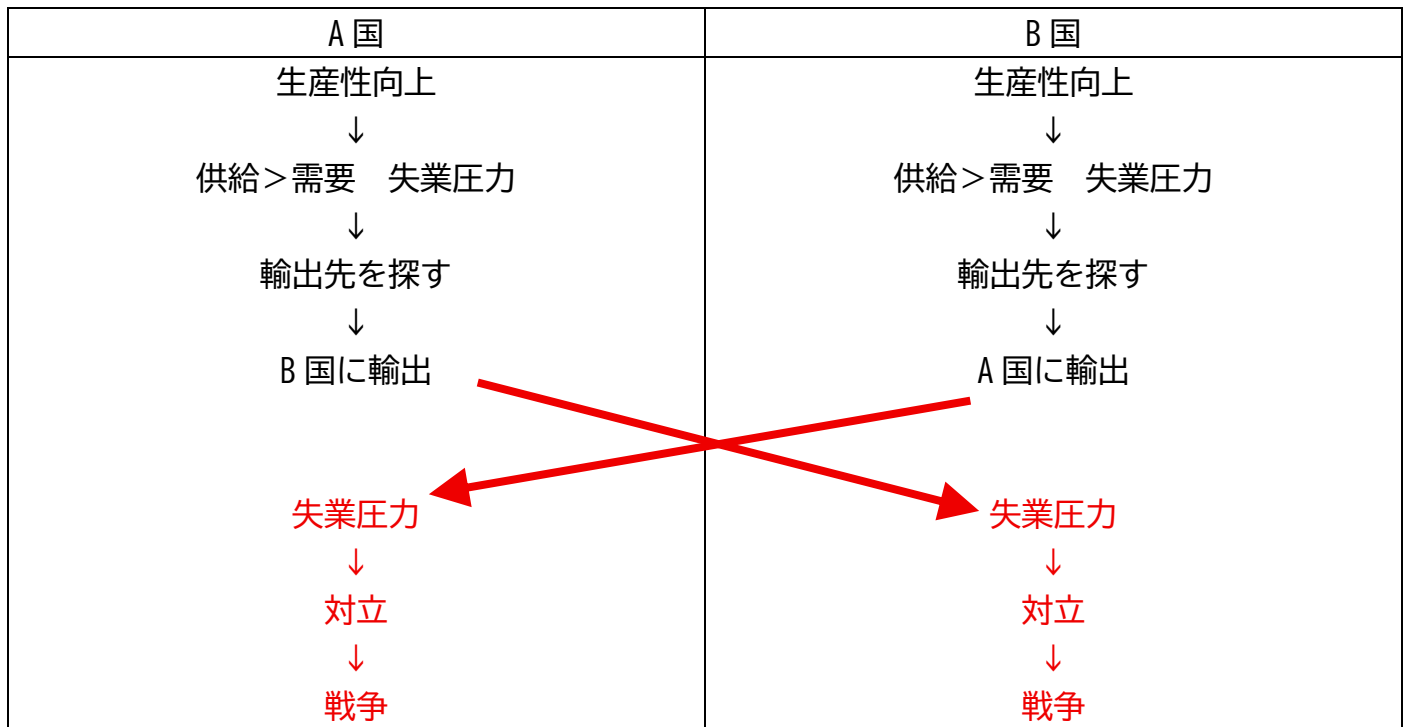 A国 B国
生産性向上 生産性向上
↓ ↓
供給＞需要　失業圧力 供給＞需要　失業圧力
↓ ↓
輸出先を探す 輸出先を探す
↓ ↓
B国に輸出 A国に輸出
失業圧力 失業圧力
↓ ↓
対立 対立
↓ ↓
戦争 戦争